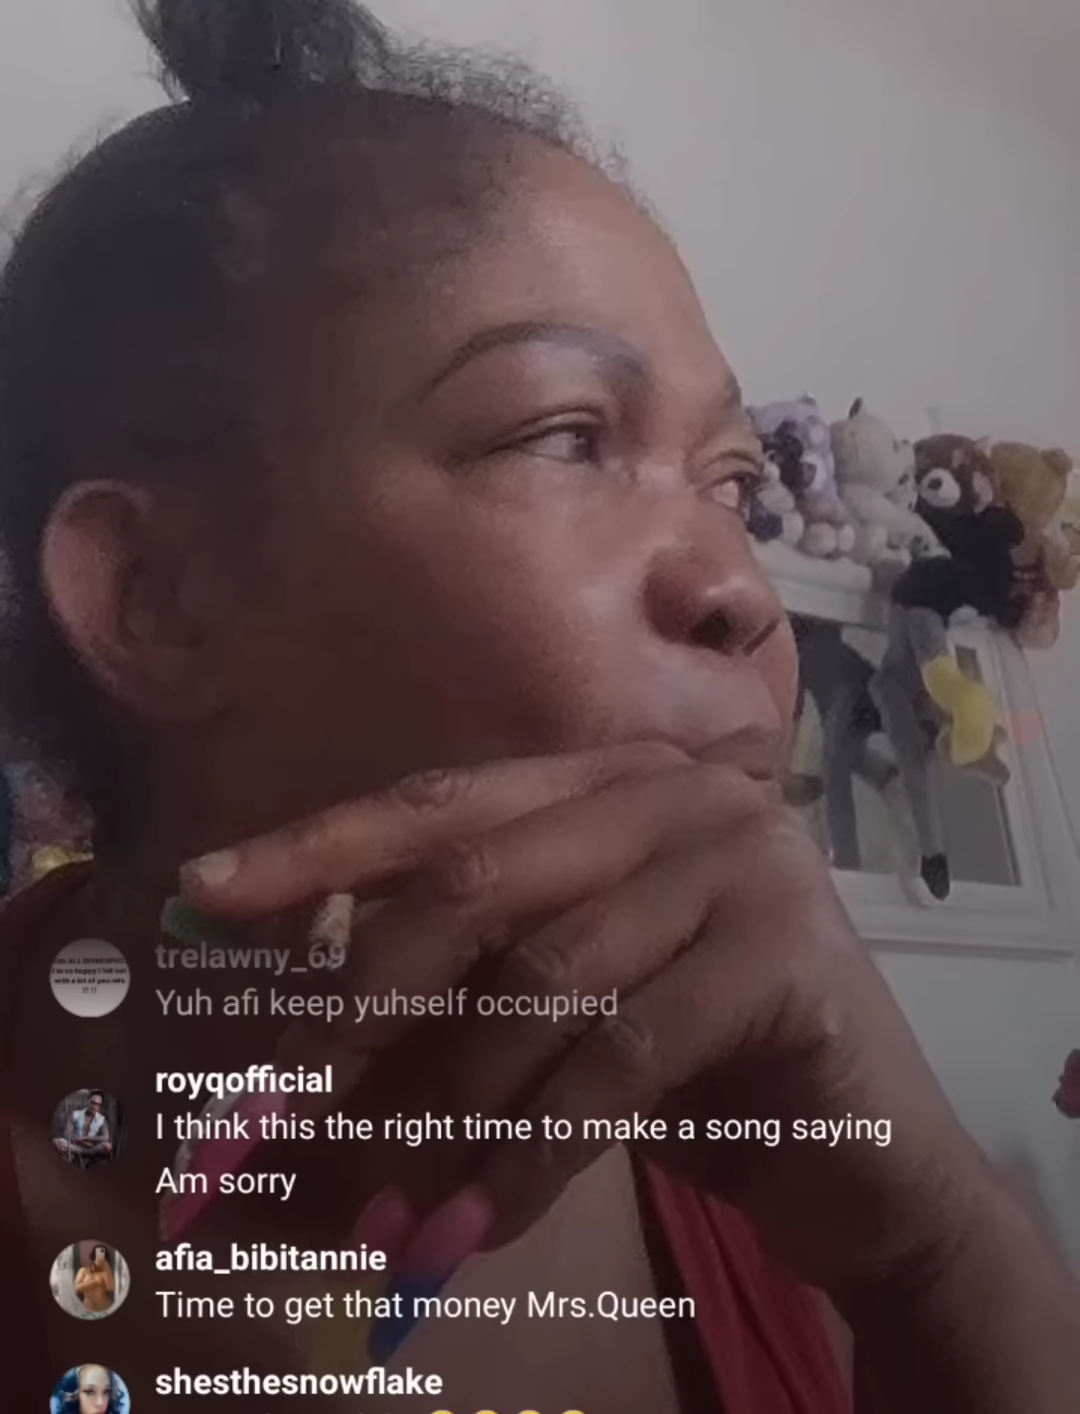 trelawny_69
Yuh afi keep yuhself occupied
royqofficial
I think this the right time to make a song saying
Am sorry
afia_bibitannie
Time to get that money Mrs.Queen
shesthesnowflake